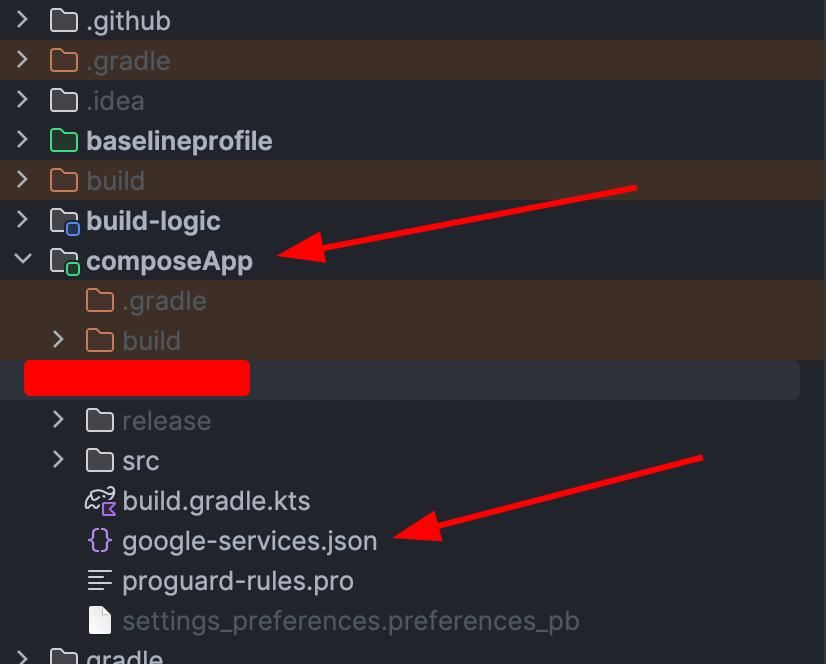 .github
.gradle
.idea
baselineprofile
build
build-logic
composeApp
.gradle
build
release
src
build.gradle.kts
google-services.json
proguard-rules.pro
settings_preferences.preferences_pb
gradle